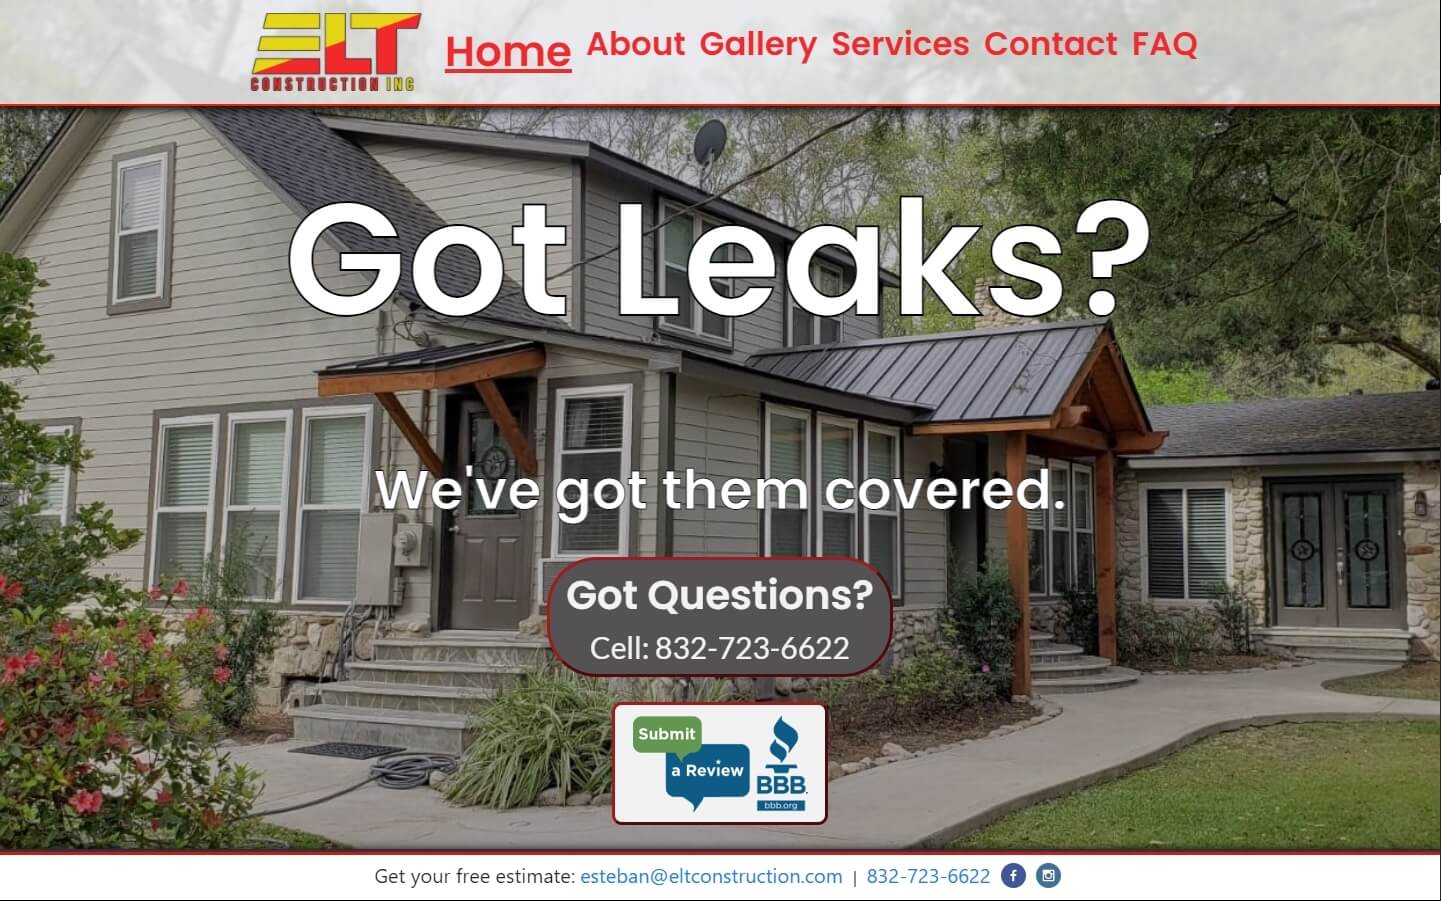 ELT
CONSTRUCTION INC
Home About Gallery Services Contact FAQ
Got Leaks?
We've got them covered.
Got Questions?
Cell: 832-723-6622
Submit
a Review
BBB.
bbb.org
Get your free estimate: esteban@eltconstruction.com | 832-723-6622